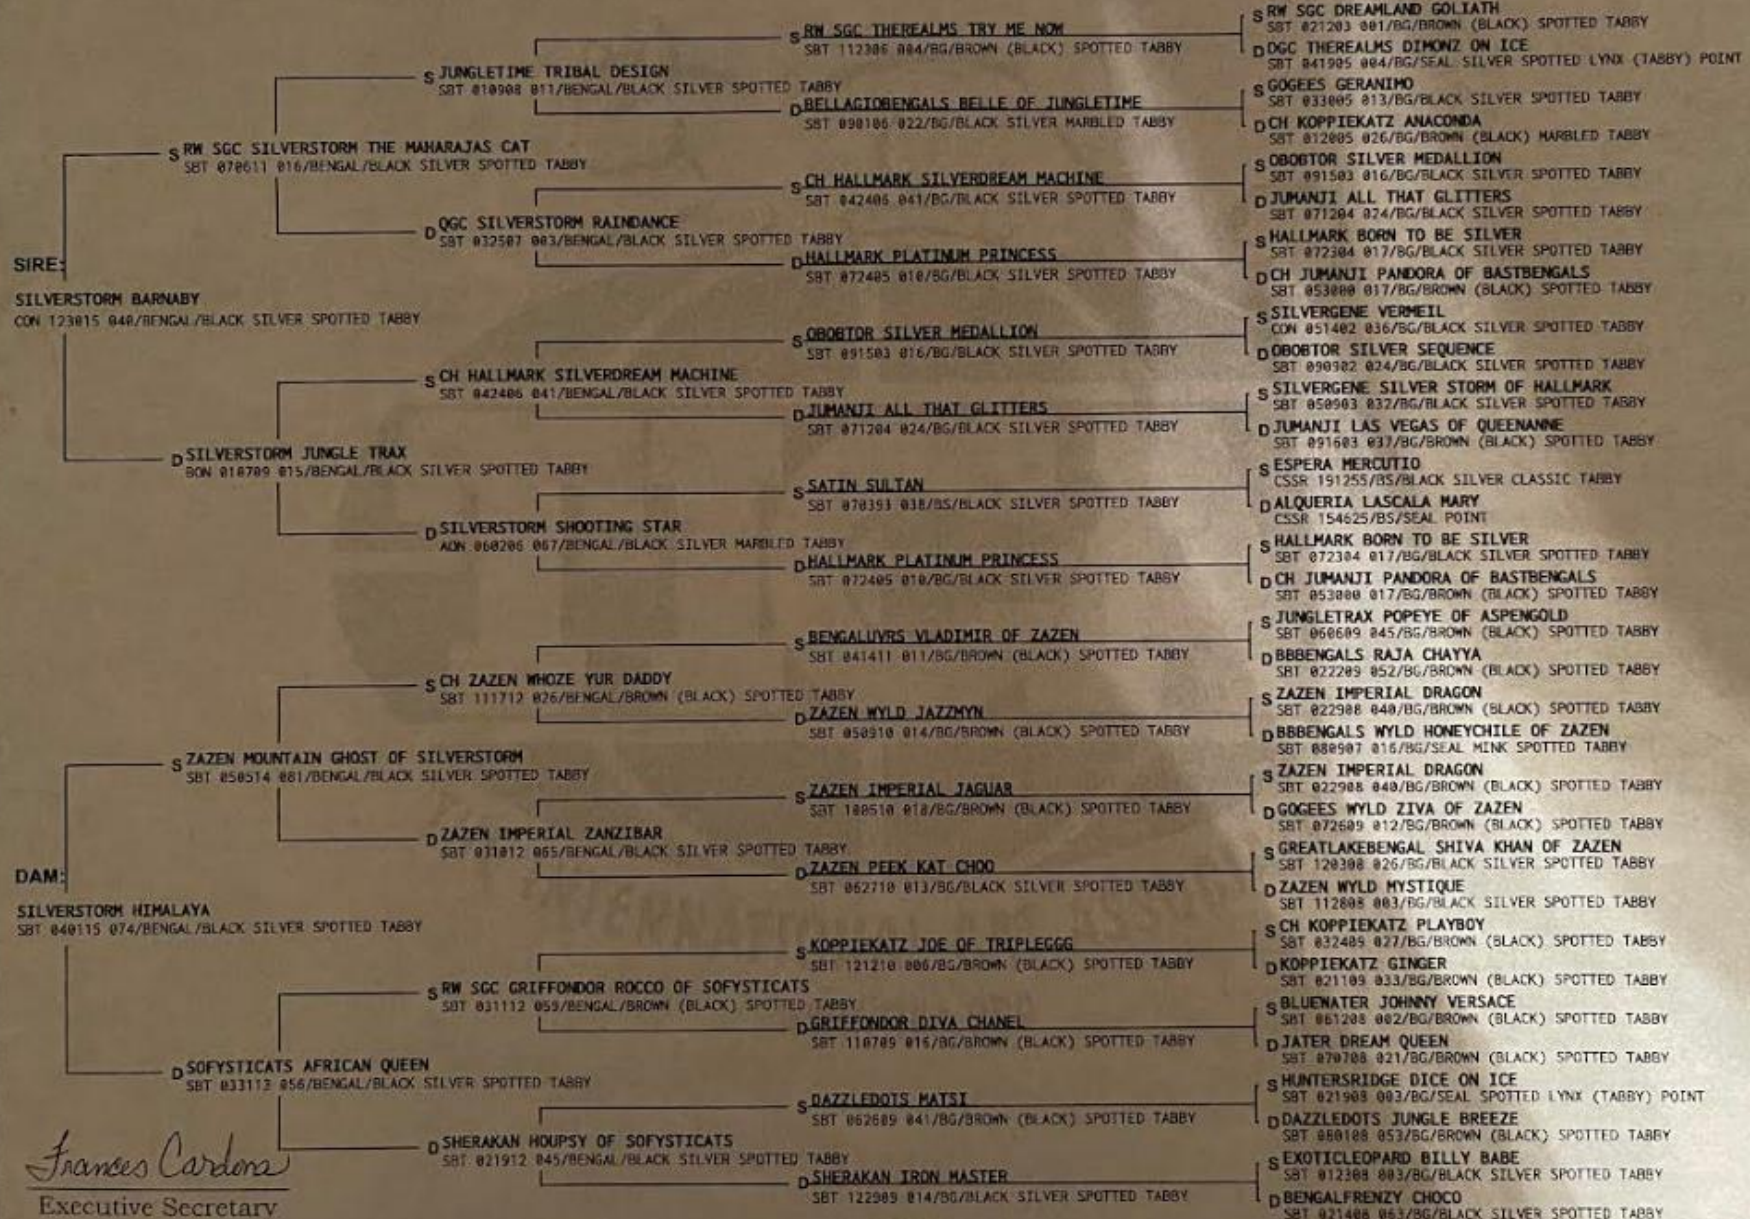 SIRE:
SILVERSTORM BARNABY
CON 123015 040/BENGAL/BLACK SILVER SPOTTED TABBY
DAM:
SILVERSTORM HIMALAYA
SBT 040115 074/BENGAL/BLACK SILVER SPOTTED TABBY
S RW SGC SILVERSTORM THE MAHARAJAS CAT
SBT 070611 016/BENGAL/BLACK SILVER SPOTTED TABBY
D SILVERSTORM JUNGLE TRAX
BON 010709 015/BENGAL/BLACK SILVER SPOTTED TABBY
S ZAZEN MOUNTAIN GHOST OF SILVERSTORM
SBT 050514 081/BENGAL/BLACK SILVER SPOTTED TABBY
D SOFYSTICATS AFRICAN QUEEN
SBT 033113 056/BENGAL/BLACK SILVER SPOTTED TABBY
S JUNGLETIME TRIBAL DESIGN
SBT 010908 011/BENGAL/BLACK SILVER SPOTTED TABBY
D QGC SILVERSTORM RAINDANCE
SBT 032507 003/BENGAL/BLACK SILVER SPOTTED TABBY
S CH HALLMARK SILVERDREAM MACHINE
SBT 042406 041/BENGAL/BLACK SILVER SPOTTED TABBY
D SILVERSTORM SHOOTING STAR
AON 060206 067/BENGAL/BLACK SILVER MARBLED TABBY
S CH ZAZEN WHOZE YUR DADDY
SBT 111712 026/BENGAL/BROWN (BLACK) SPOTTED TABBY
D ZAZEN IMPERIAL ZANZIBAR
SBT 031012 065/BENGAL/BLACK SILVER SPOTTED TABBY
S RW SGC GRIFFONDOR ROCCO OF SOFYSTICATS
SBT 031112 059/BENGAL/BROWN (BLACK) SPOTTED TABBY
D SHERAKAN HOUPSY OF SOFYSTICATS
SBT 021912 045/BENGAL/BLACK SILVER SPOTTED TABBY
S RW SGC THEREALMS TRY ME NOW
SBT 112306 004/BG/BROWN (BLACK) SPOTTED TABBY
D BELLAGIOBENGALS BELLE OF JUNGLETIME
SBT 090106 022/BG/BLACK SILVER MARBLED TABBY
S CH HALLMARK SILVERDREAM MACHINE
SBT 042406 041/BG/BLACK SILVER SPOTTED TABBY
D HALLMARK PLATINUM PRINCESS
SBT 072405 010/BG/BLACK SILVER SPOTTED TABBY
S OBOBTOR SILVER MEDALLION
SBT 091503 016/BG/BLACK SILVER SPOTTED TABBY
D JUMANJI ALL THAT GLITTERS
SBT 071204 024/BG/BLACK SILVER SPOTTED TABBY
S SATIN SULTAN
SBT 070393 038/BS/BLACK SILVER SPOTTED TABBY
D HALLMARK PLATINUM PRINCESS
SBT 072405 010/BG/BLACK SILVER SPOTTED TABBY
S BENGALUVRS VLADIMIR OF ZAZEN
SBT 041411 011/BG/BROWN (BLACK) SPOTTED TABBY
D ZAZEN WYLD JAZZMYN
SBT 050910 014/BG/BROWN (BLACK) SPOTTED TABBY
S ZAZEN IMPERIAL JAGUAR
SBT 100510 018/BG/BROWN (BLACK) SPOTTED TABBY
D ZAZEN PEEK KAT CHOO
SBT 062710 013/BG/BLACK SILVER SPOTTED TABBY
S KOPPIEKATZ JOE OF TRIPLEGGG
SBT 121210 006/BG/BROWN (BLACK) SPOTTED TABBY
D GRIFFONDOR DIVA CHANEL
SBT 110709 016/BG/BROWN (BLACK) SPOTTED TABBY
S DAZZLEDOTS MATSI
SBT 062609 041/BG/BROWN (BLACK) SPOTTED TABBY
D SHERAKAN IRON MASTER
SBT 122909 014/BG/BLACK SILVER SPOTTED TABBY
S RW SGC DREAMLAND GOLIATH
SBT 021203 001/BG/BROWN (BLACK) SPOTTED TABBY
D DGC THEREALMS DIMONZ ON ICE
SBT 041905 004/BG/SEAL SILVER SPOTTED LYNX (TABBY) POINT
S GOGEES GERANIMO
SBT 033005 013/BG/BLACK SILVER SPOTTED TABBY
D CH KOPPIEKATZ ANACONDA
SBT 012005 026/BG/BROWN (BLACK) MARBLED TABBY
S OBOBTOR SILVER MEDALLION
SBT 091503 016/BG/BLACK SILVER SPOTTED TABBY
D JUMANJI ALL THAT GLITTERS
SBT 071204 024/BG/BLACK SILVER SPOTTED TABBY
S HALLMARK BORN TO BE SILVER
SBT 072304 017/BG/BLACK SILVER SPOTTED TABBY
D CH JUMANJI PANDORA OF BASTBENGALS
SBT 053000 017/BG/BROWN (BLACK) SPOTTED TABBY
S SILVERGENE VERMEIL
CON 051402 036/BG/BLACK SILVER SPOTTED TABBY
D OBOBTOR SILVER SEQUENCE
SBT 090902 024/BG/BLACK SILVER SPOTTED TABBY
S SILVERGENE SILVER STORM OF HALLMARK
SBT 050903 032/BG/BLACK SILVER SPOTTED TABBY
D JUMANJI LAS VEGAS OF QUEENANNE
SBT 091603 037/BG/BROWN (BLACK) SPOTTED TABBY
S ESPERA MERCUTIO
CSSR 191255/BS/BLACK SILVER CLASSIC TABBY
D ALQUERIA LASCALA MARY
CSSR 154625/BS/SEAL POINT
S HALLMARK BORN TO BE SILVER
SBT 072304 017/BG/BLACK SILVER SPOTTED TABBY
D CH JUMANJI PANDORA OF BASTBENGALS
SBT 053000 017/BG/BROWN (BLACK) SPOTTED TABBY
S JUNGLETRAX POPEYE OF ASPENGOLD
SBT 060609 045/BG/BROWN (BLACK) SPOTTED TABBY
D BBBENGALS RAJA CHAYYA
SBT 022209 052/BG/BROWN (BLACK) SPOTTED TABBY
S ZAZEN IMPERIAL DRAGON
SBT 022908 040/BG/BROWN (BLACK) SPOTTED TABBY
D BBBENGALS WYLD HONEYCHILE OF ZAZEN
SBT 080907 016/BG/SEAL MINK SPOTTED TABBY
S ZAZEN IMPERIAL DRAGON
SBT 022908 040/BG/BROWN (BLACK) SPOTTED TABBY
D GOGEES WYLD ZIVA OF ZAZEN
SBT 072609 012/BG/BROWN (BLACK) SPOTTED TABBY
S GREATLAKEBENGAL SHIVA KHAN OF ZAZEN
SBT 120308 026/BG/BLACK SILVER SPOTTED TABBY
D ZAZEN WYLD MYSTIQUE
SBT 112808 003/BG/BLACK SILVER SPOTTED TABBY
S CH KOPPIEKATZ PLAYBOY
SBT 032409 027/BG/BROWN (BLACK) SPOTTED TABBY
D KOPPIEKATZ GINGER
SBT 021109 033/BG/BROWN (BLACK) SPOTTED TABBY
S BLUEWATER JOHNNY VERSACE
SBT 061208 002/BG/BROWN (BLACK) SPOTTED TABBY
D JATER DREAM QUEEN
SBT 070708 021/BG/BROWN (BLACK) SPOTTED TABBY
S HUNTERSRIDGE DICE ON ICE
SBT 021908 003/BG/SEAL SPOTTED LYNX (TABBY) POINT
D DAZZLEDOTS JUNGLE BREEZE
SBT 080108 053/BG/BROWN (BLACK) SPOTTED TABBY
S EXOTICLEOPARD BILLY BABE
SBT 012308 003/BG/BLACK SILVER SPOTTED TABBY
D BENGALFRENZY CHOCO
SBT 021408 063/BG/BLACK SILVER SPOTTED TABBY
Frances Cardona
Executive Secretary